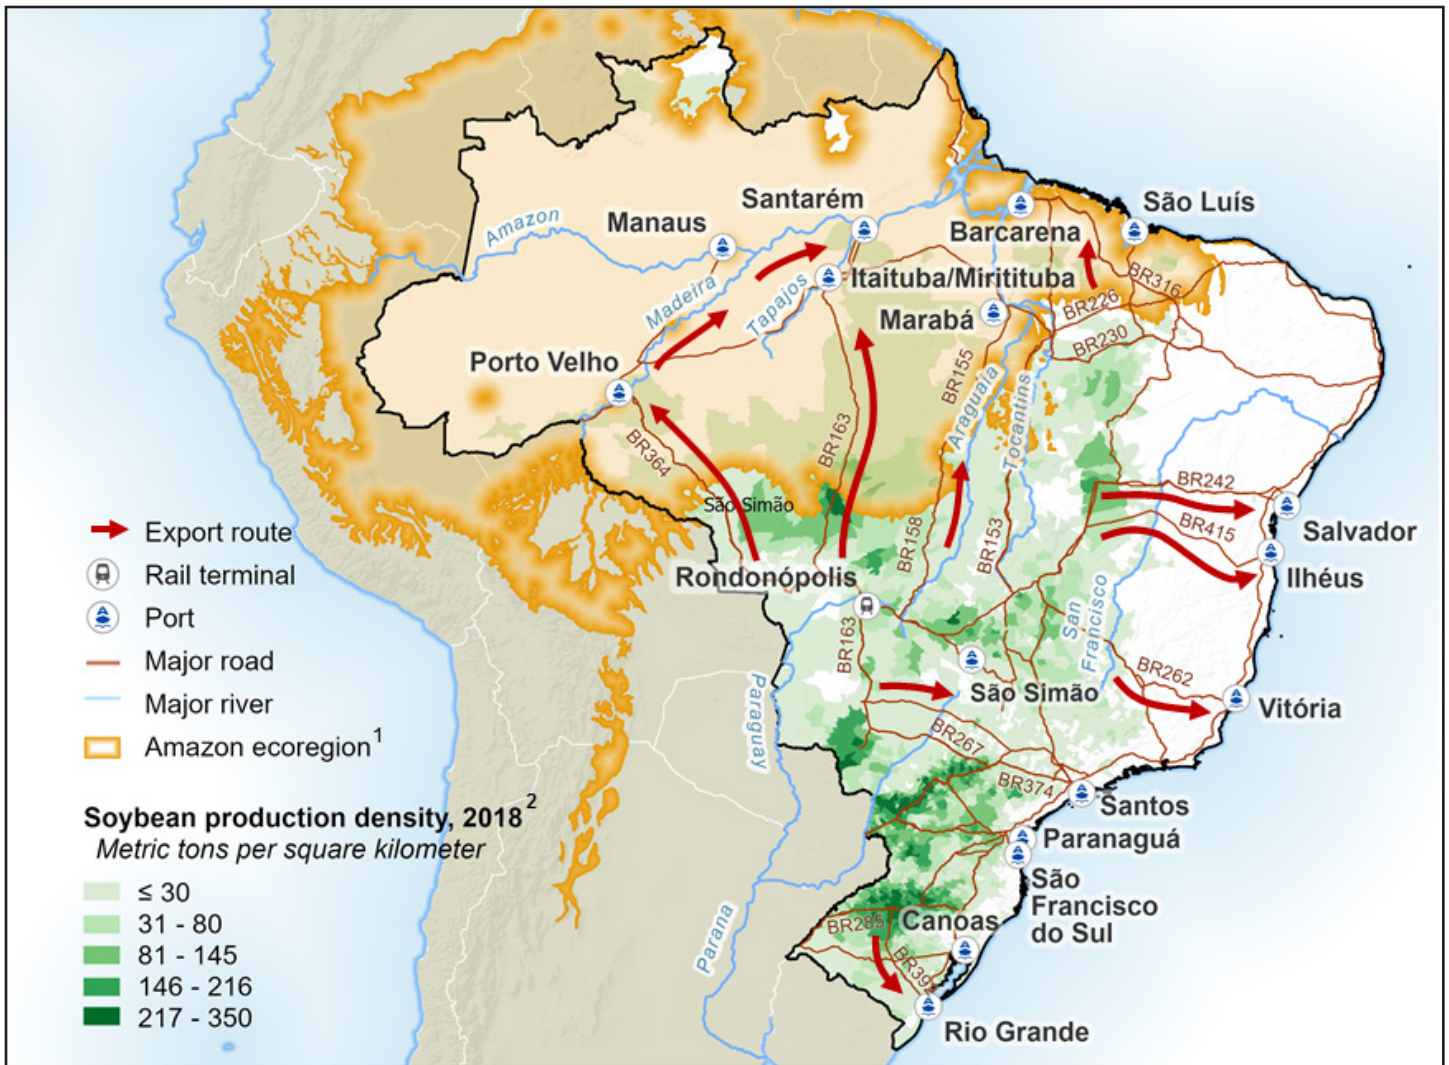 Santarém
São Luís
Manaus
Barcarena
Amazon
Itaituba/Miritituba
BR316
Madeira
Tapajos
Marabá
BR226
BR230
Porto Velho
BR155
Araguaia
Tocantins
BR364
BR163
São Simão
BR242
Salvador
BR415
BR158
BR153
Ilhéus
Rondonópolis
San
Francisco
BR163
Paraguay
São Simão
BR262
Vitória
BR267
BR374
Santos
Paranaguá
São
Francisco
do Sul
Canoas
BR285
BR392
Parana
Rio Grande
Export route
Rail terminal
Port
Major road
Major river
Amazon ecoregion1
Soybean production density, 2018 2
Metric tons per square kilometer
≤ 30
31 - 80
81 - 145
146 - 216
217 - 350